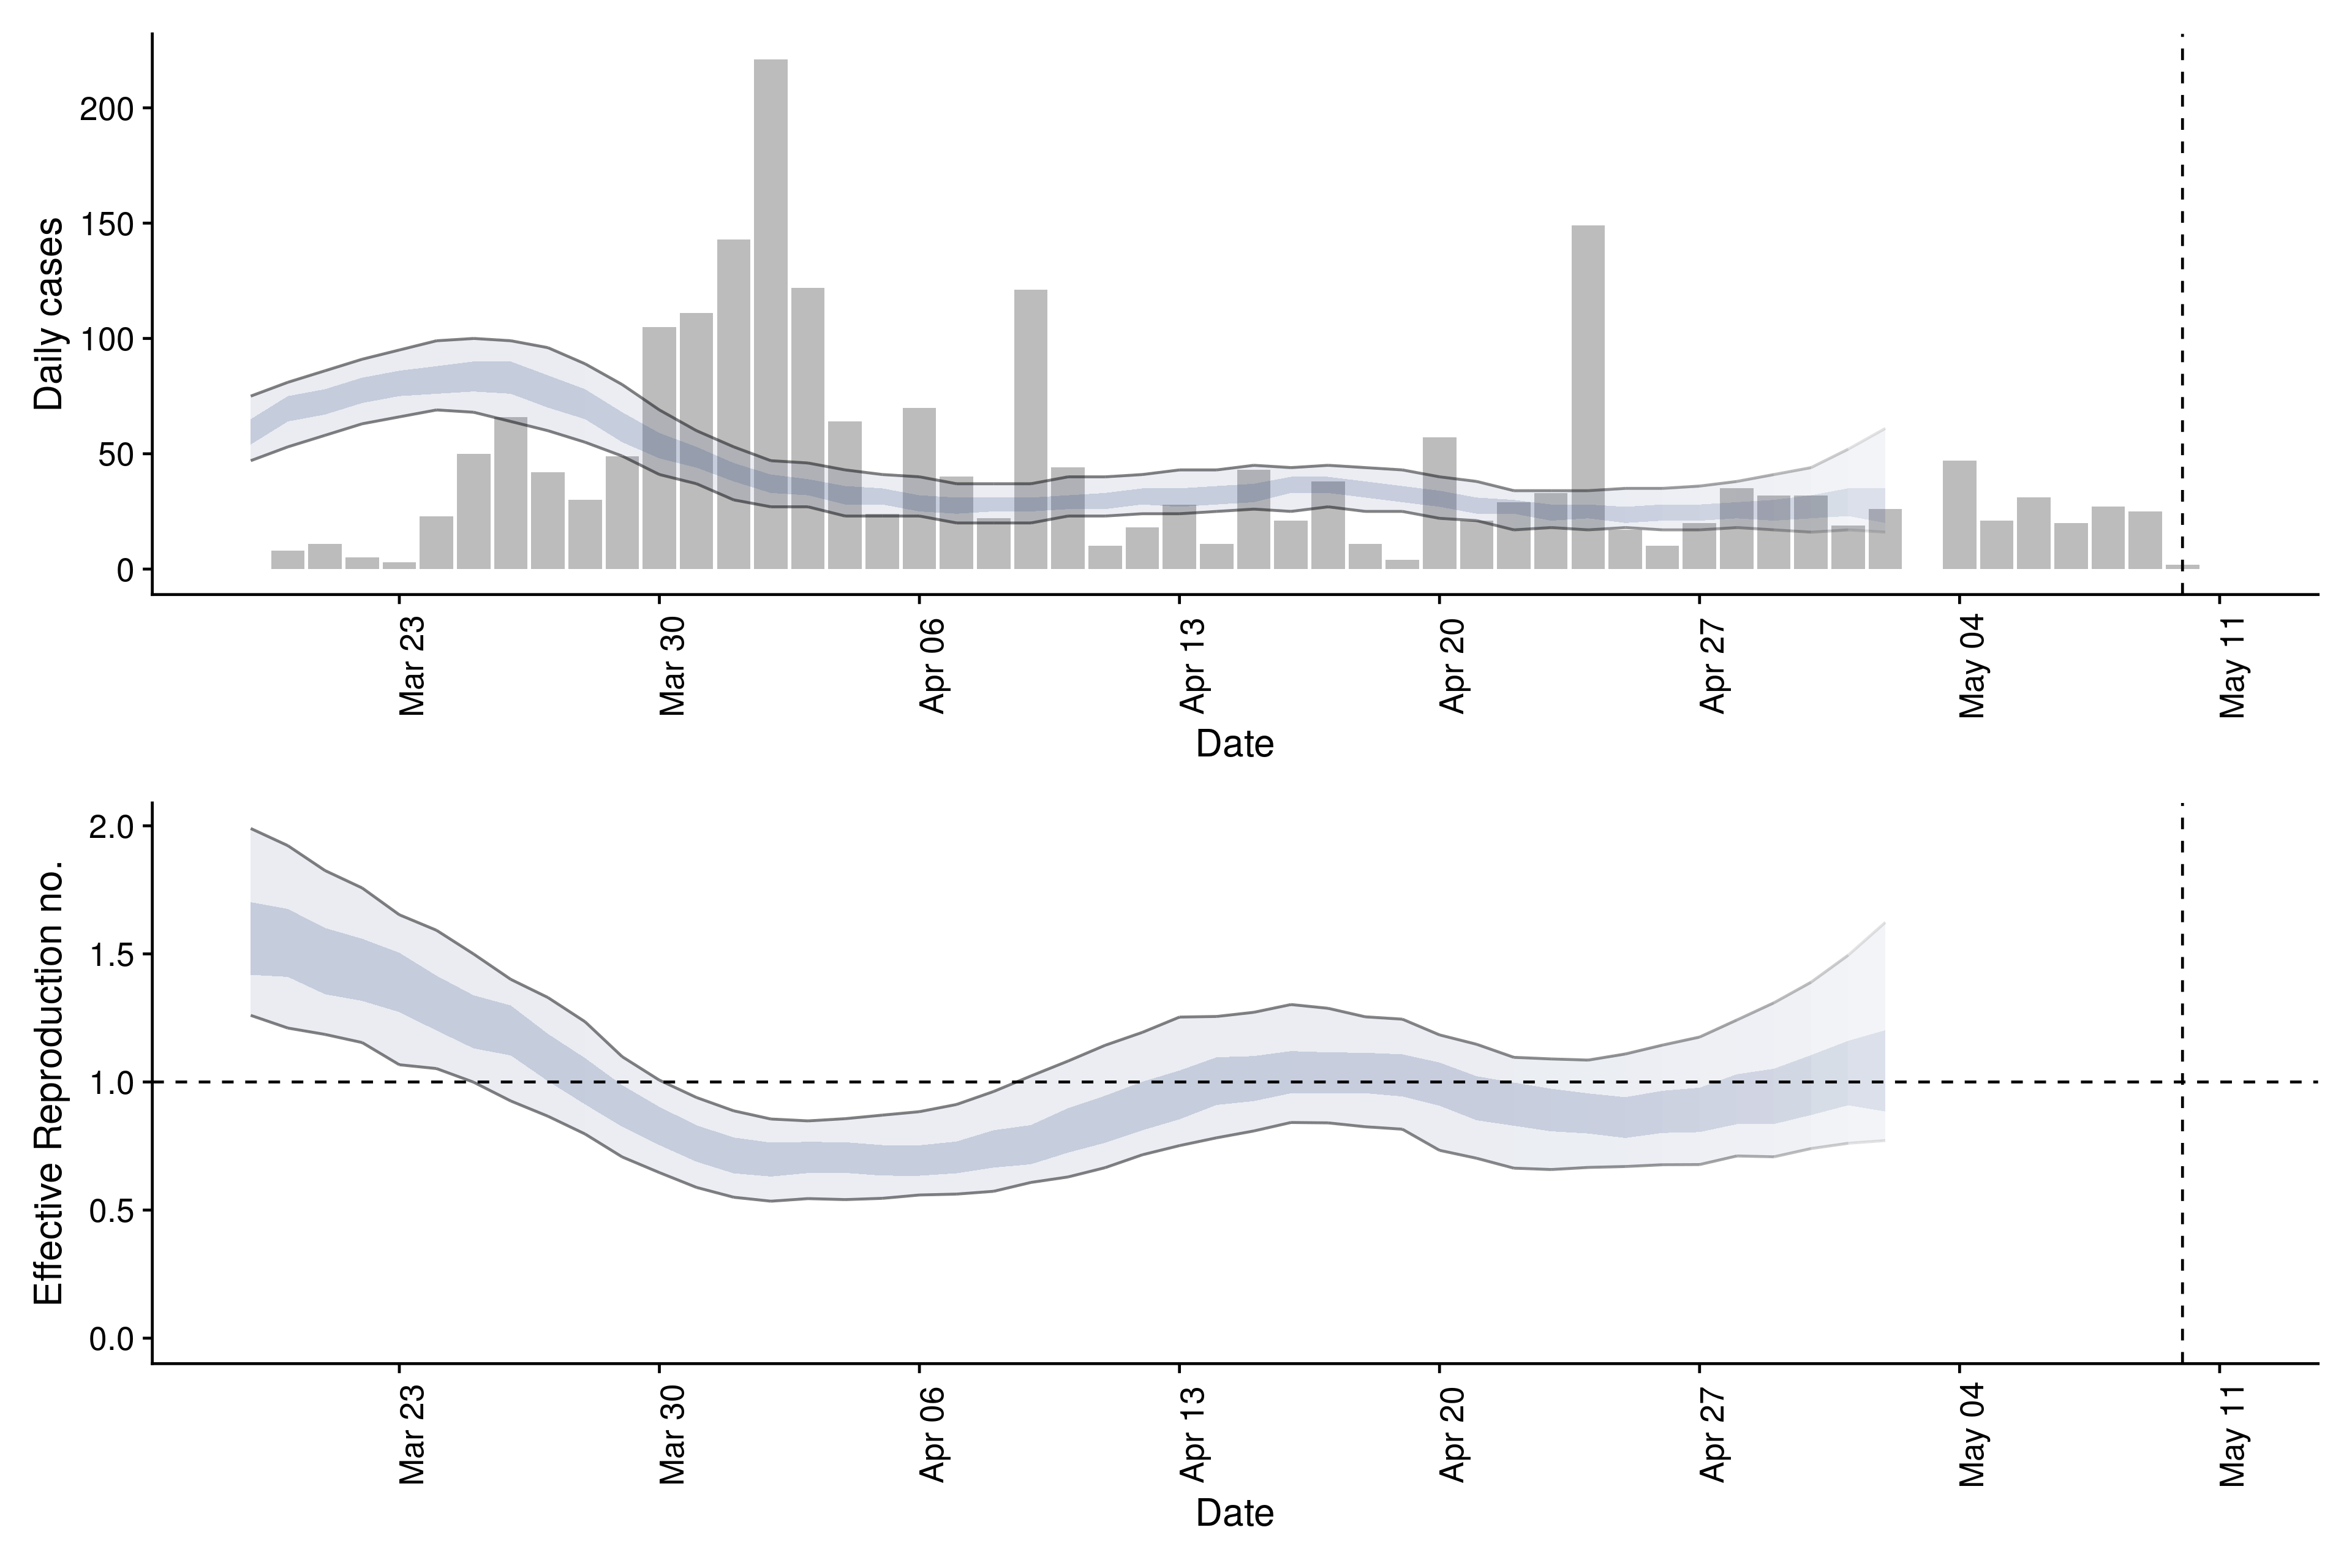 Daily cases
200
150
100
50
0
Mar 23
Mar 30
Apr 06
Apr 13
Apr 20
Apr 27
May 04
May 11
Date
Effective Reproduction no.
2.0
1.5
1.0
0.5
0.0
Mar 23
Mar 30
Apr 06
Apr 13
Apr 20
Apr 27
May 04
May 11
Date